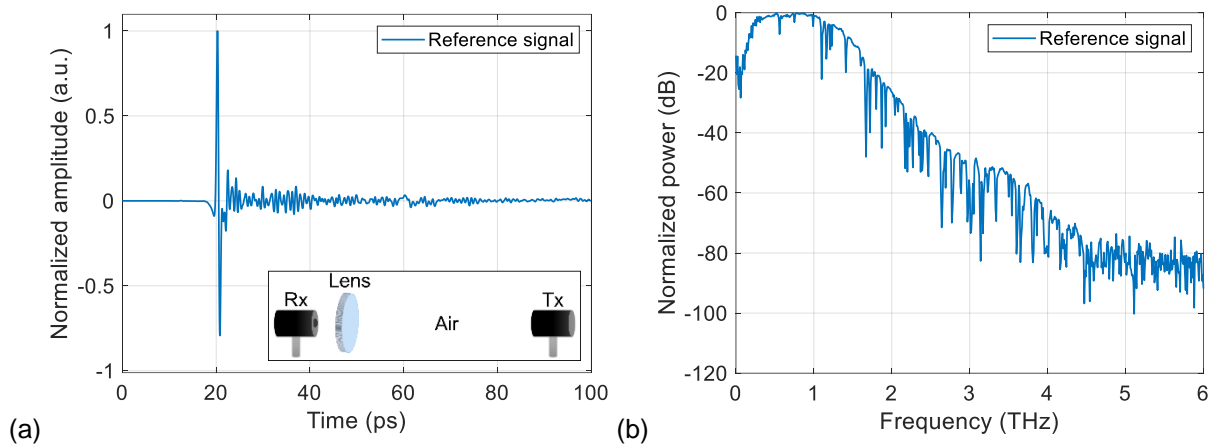 Normalized amplitude (a.u.)
1
0.5
0
-0.5
-1
Reference signal
Lens
Rx
Air
Tx
0 20 40 60 80 100
Time (ps)
(a)
Normalized power (dB)
0
-20
-40
-60
-80
-100
-120
Reference signal
0 1 2 3 4 5 6
Frequency (THz)
(b)